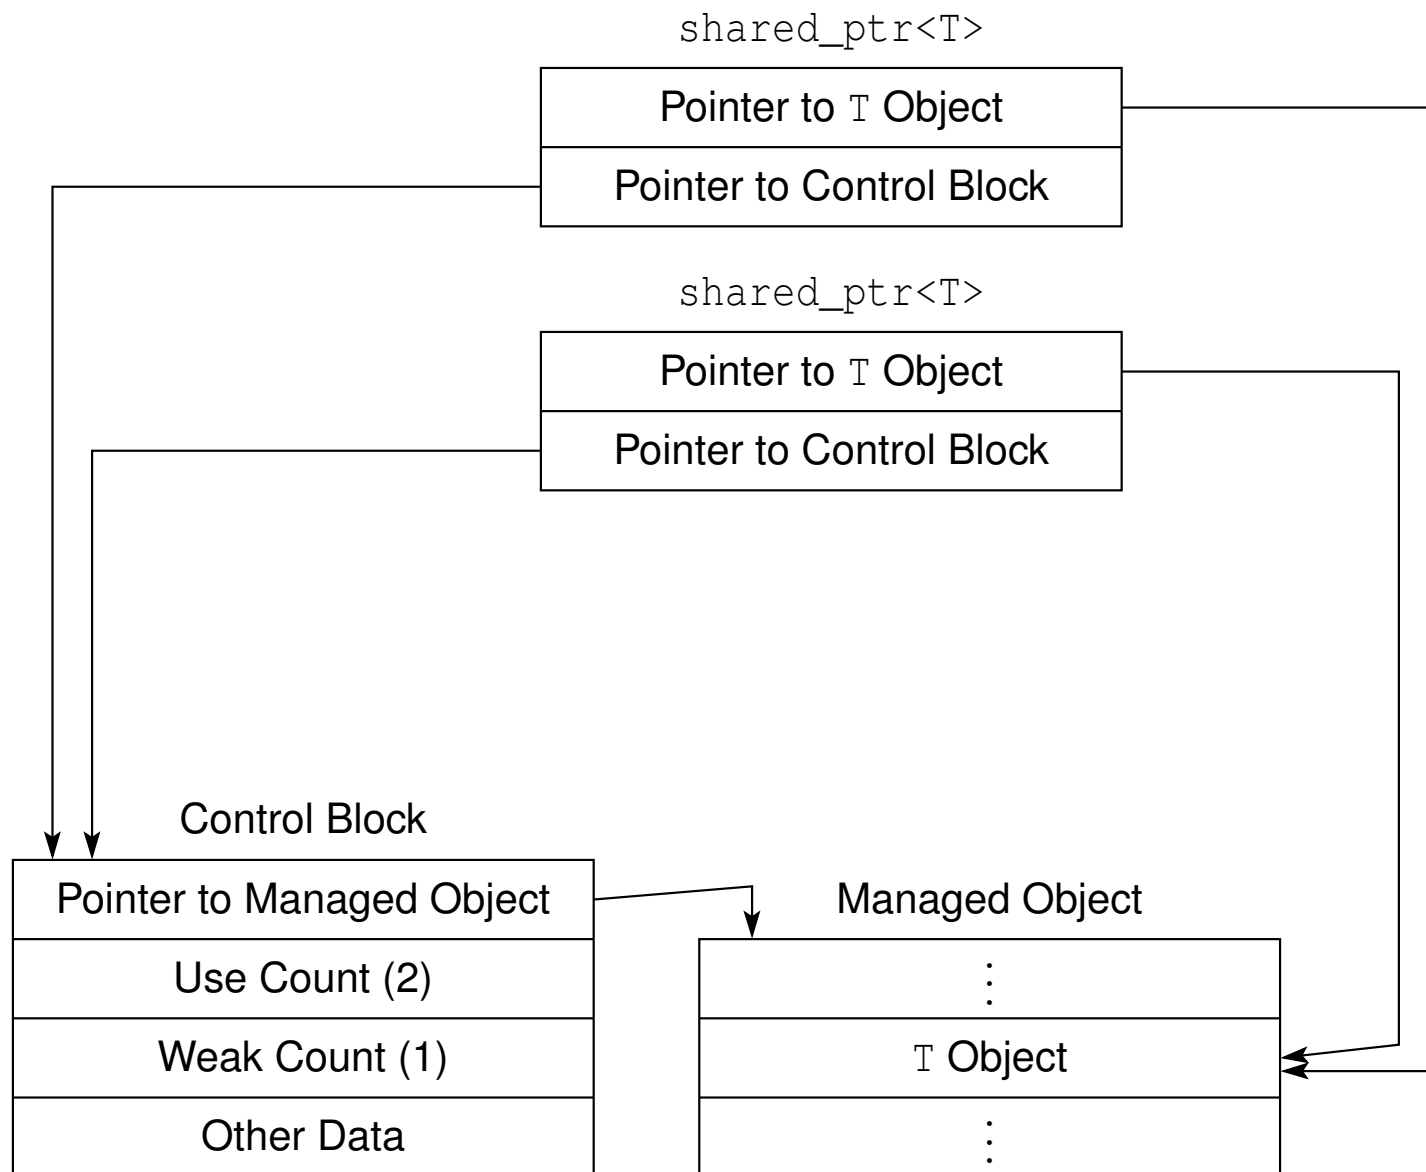 shared_ptr<T>
Pointer to T Object
Pointer to Control Block
shared_ptr<T>
Pointer to T Object
Pointer to Control Block
Control Block
Pointer to Managed Object
Use Count (2)
Weak Count (1)
Other Data
Managed Object
⋮
T Object
⋮